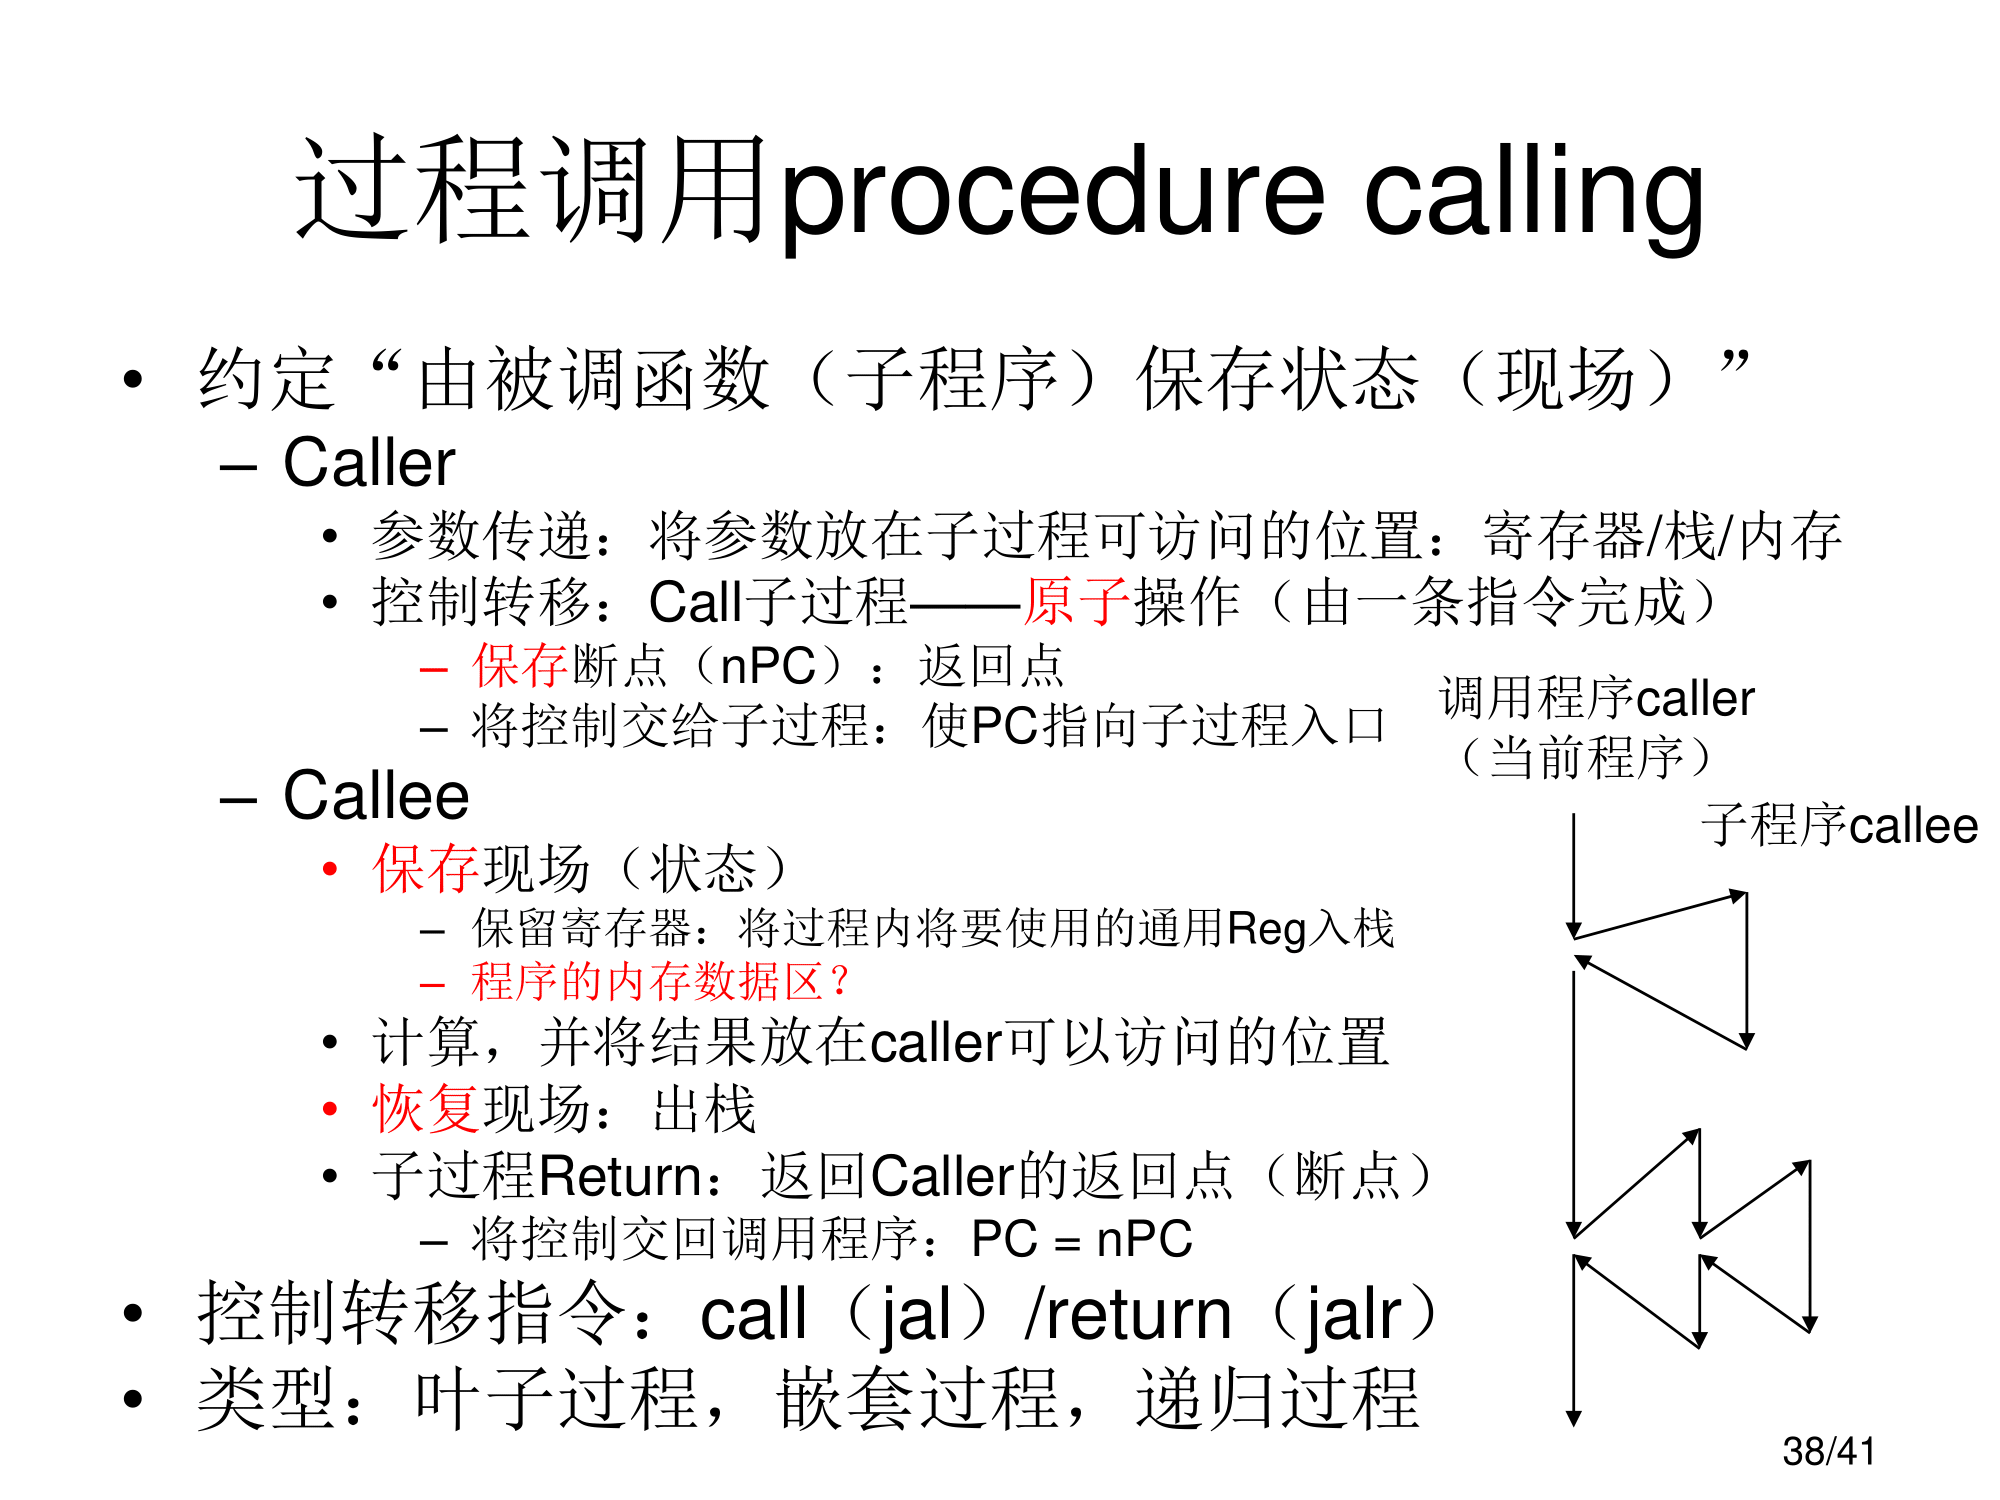 过程调用procedure calling
• 约定“由被调函数（子程序）保存状态（现场）”
– Caller
• 参数传递：将参数放在子过程可访问的位置：寄存器/栈/内存
• 控制转移：Call子过程——原子操作（由一条指令完成）
– 保存断点（nPC）：返回点
– 将控制交给子过程：使PC指向子过程入口
– Callee
• 保存现场（状态）
– 保留寄存器：将过程内将要使用的通用Reg入栈
– 程序的内存数据区？
• 计算，并将结果放在caller可以访问的位置
• 恢复现场：出栈
• 子过程Return：返回Caller的返回点（断点）
– 将控制交回调用程序：PC = nPC
• 控制转移指令：call（jal）/return（jalr）
• 类型：叶子过程，嵌套过程，递归过程
调用程序caller
（当前程序）
子程序callee
38/41